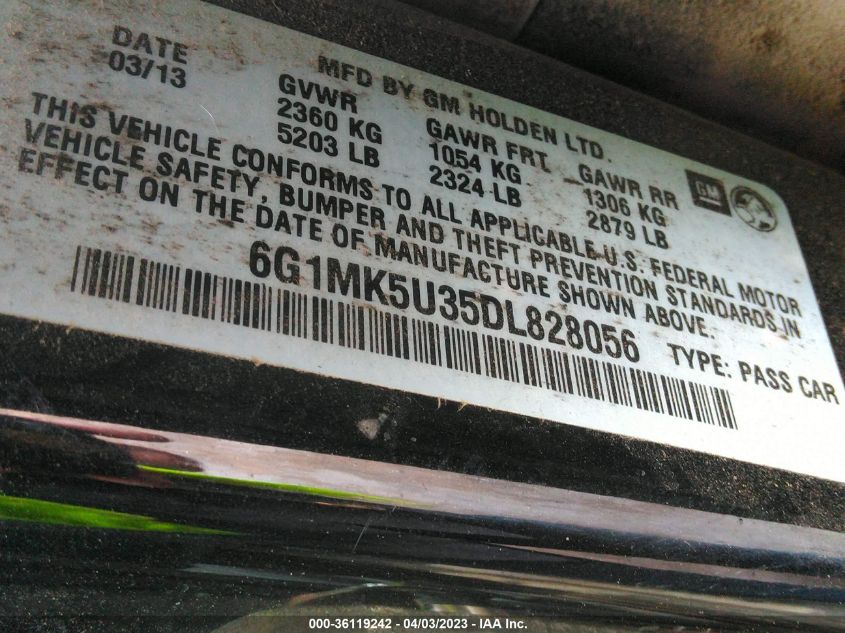 DATE
03/13
MFD BY GM HOLDEN LTD.
GVWR
2360 KG
5203 LB
GAWR FRT
1054 KG
2324 LB
GAWR RR
1306 KG
2879 LB
GM
THIS VEHICLE CONFORMS TO ALL APPLICABLE U.S. FEDERAL MOTOR
VEHICLE SAFETY, BUMPER AND THEFT PREVENTION STANDARDS IN
EFFECT ON THE DATE OF MANUFACTURE SHOWN ABOVE.
6G1MK5U35DL828056
TYPE: PASS CAR
000-36119242 - 04/03/2023 - IAA Inc.